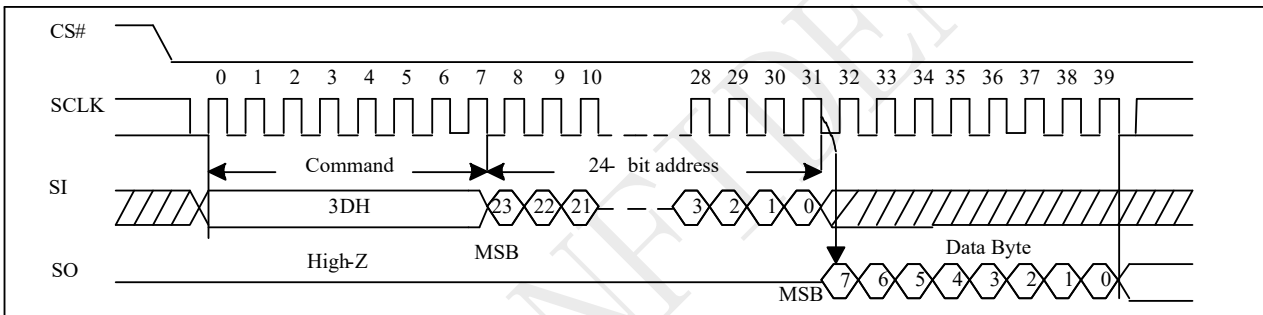 CS#
0 1 2 3 4 5 6 7 8 9 10 28 29 30 31 32 33 34 35 36 37 38 39
SCLK
Command 24- bit address
SI
3DH 23 22 21 3 2 1 0
MSB Data Byte
High-Z
SO
7 6 5 4 3 2 1 0
MSB